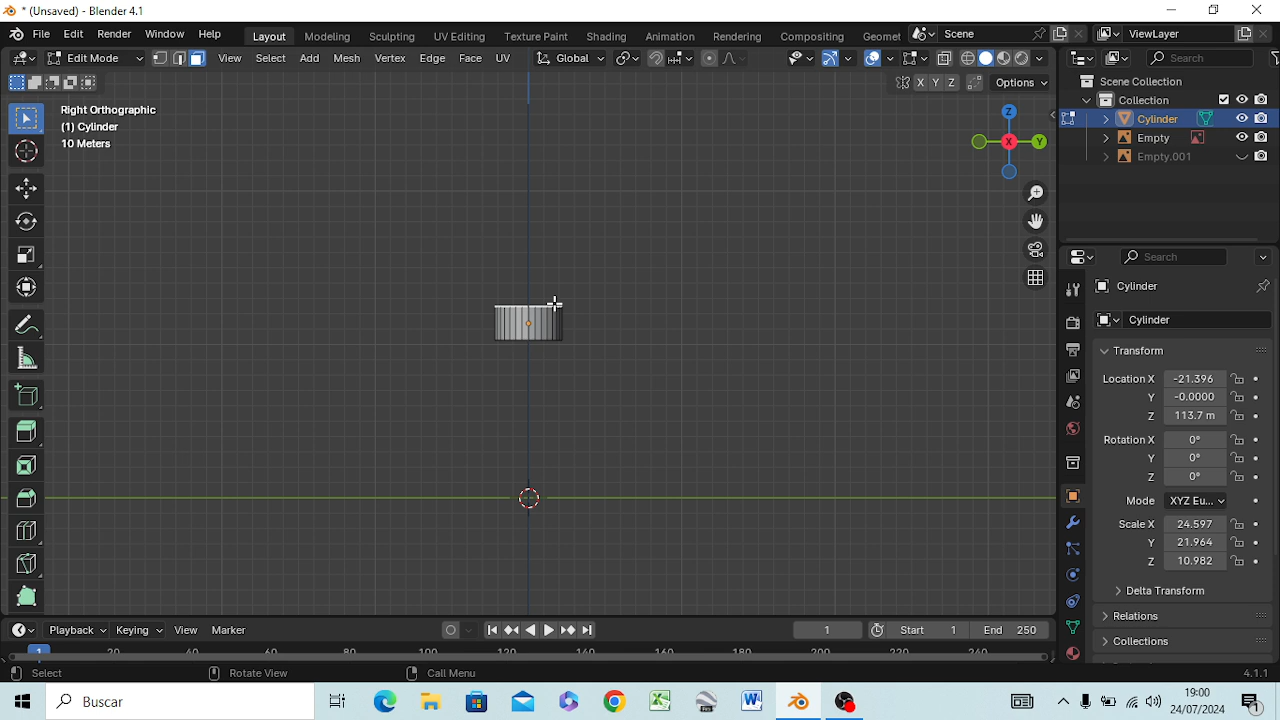 * (Unsaved) - Blender 4.1
File Edit Render Window Help Layout Modeling Sculpting UV Editing Texture Paint Shading Animation Rendering Compositing Geomet Scene ViewLayer
Edit Mode View Select Add Mesh Vertex Edge Face UV Global Search
X Y Z Options
Scene Collection
Right Orthographic
(1) Cylinder
10 Meters
Collection
Cylinder
Empty
Empty.001
Z
X
Y
Search
Cylinder
Cylinder
Transform
Location X -21.396
Y -0.0000
Z 113.7 m
Rotation X 0°
Y 0°
Z 0°
Mode XYZ Eu...
Scale X 24.597
Y 21.964
Z 10.982
Delta Transform
Relations
Collections
Playback Keying View Marker 1 Start 1 End 250
1 20 40 60 80 100 120 140 160 180 200 220 240
Select Rotate View Call Menu 4.1.1
Buscar
9:00
24/07/2024
1